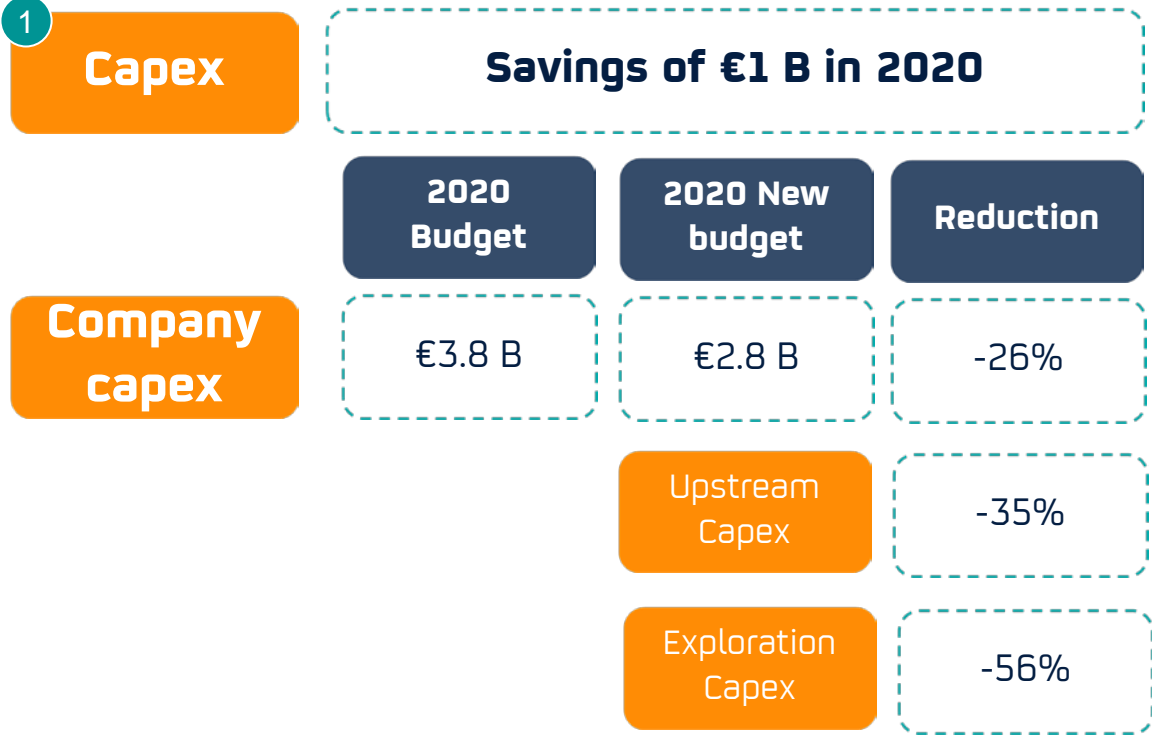 1
Capex
Savings of €1 B in 2020
2020
Budget
2020 New
budget
Reduction
Company
capex
€3.8 B
€2.8 B
-26%
Upstream
Capex
-35%
Exploration
Capex
-56%